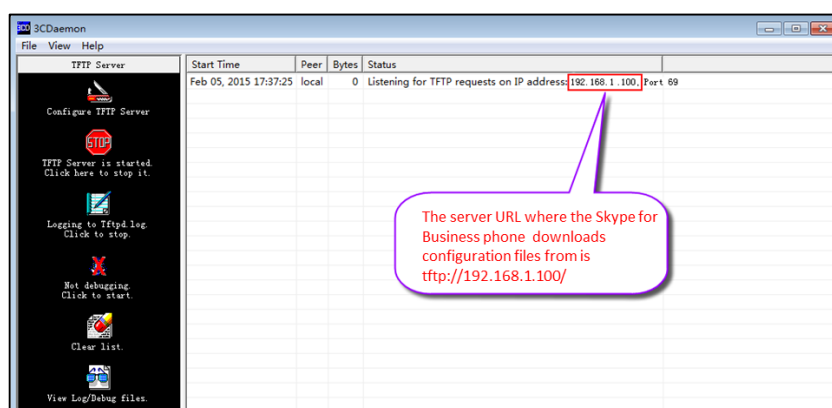 3CD 3CDaemon
File View Help
TFTP Server
Start Time Peer Bytes Status
Feb 05, 2015 17:37:25 local 0 Listening for TFTP requests on IP address: 192.168.1.100, Port 69
Configure TFTP Server
STOP
TFTP Server is started.
Click here to stop it.
Logging to Tftpd.log.
Click to stop.
Not debugging.
Click to start.
Clear list.
View Log/Debug files.
The server URL where the Skype for
Business phone downloads
configuration files from is
tftp://192.168.1.100/